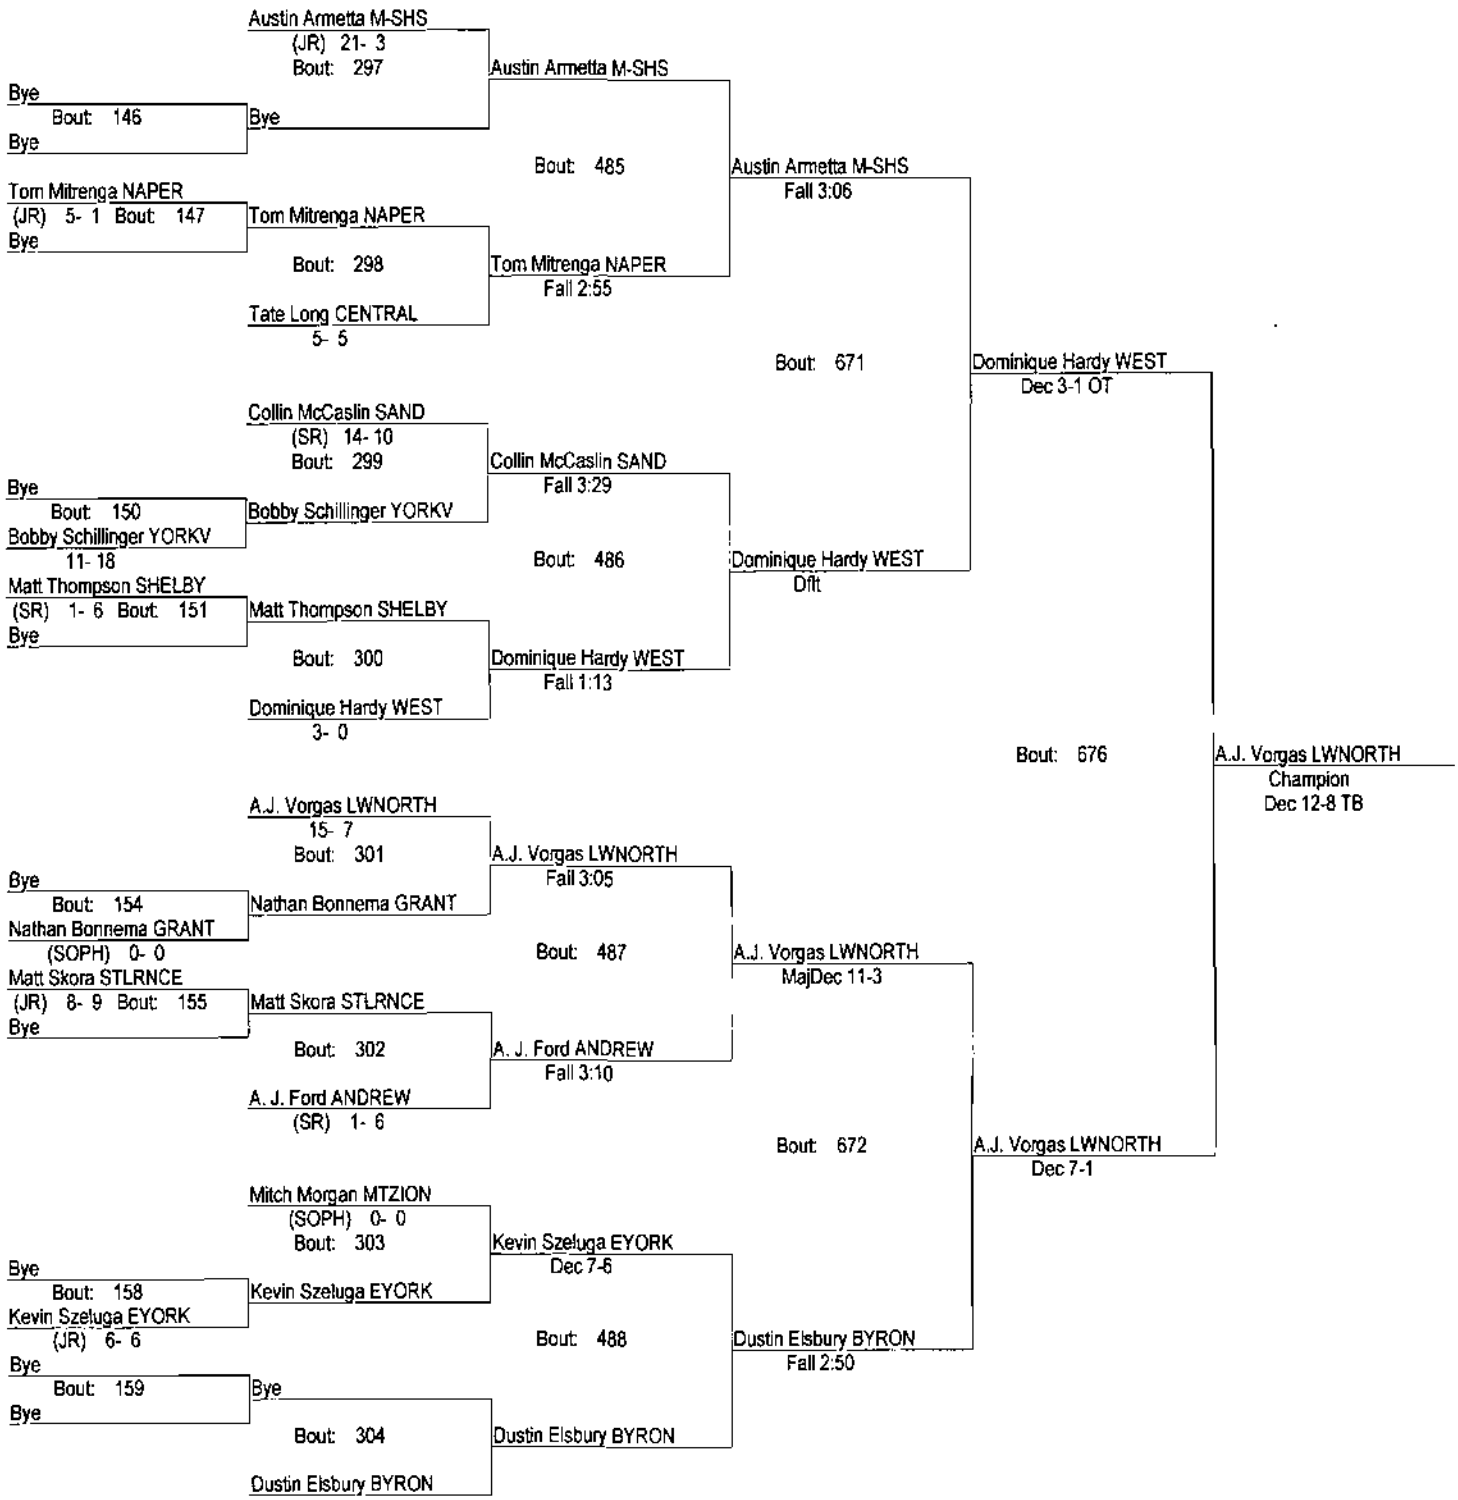 Austin Armetta M-SHS
(JR) 21- 3
Bout: 297
Austin Armetta M-SHS
Bye
Bout: 146
Bye
Bye
Bout: 485
Austin Armetta M-SHS
Fall 3:06
Tom Mitrenga NAPER
(JR) 5- 1 Bout: 147
Tom Mitrenga NAPER
Bye
Bout: 298
Tom Mitrenga NAPER
Fall 2:55
Tate Long CENTRAL
5- 5
Bout: 671
Dominique Hardy WEST
Dec 3-1 OT
Collin McCaslin SAND
(SR) 14- 10
Bout: 299
Collin McCaslin SAND
Fall 3:29
Bye
Bout: 150
Bobby Schillinger YORKV
Bobby Schillinger YORKV
11- 18
Bout: 486
Dominique Hardy WEST
Dflt
Matt Thompson SHELBY
(SR) 1- 6 Bout: 151
Matt Thompson SHELBY
Bye
Bout: 300
Dominique Hardy WEST
Fall 1:13
Dominique Hardy WEST
3- 0
Bout: 676
A.J. Vorgas LWNORTH
Champion
Dec 12-8 TB
A.J. Vorgas LWNORTH
15- 7
Bout: 301
A.J. Vorgas LWNORTH
Fall 3:05
Bye
Bout: 154
Nathan Bonnema GRANT
Nathan Bonnema GRANT
(SOPH) 0- 0
Bout: 487
A.J. Vorgas LWNORTH
MajDec 11-3
Matt Skora STLRNCE
(JR) 8- 9 Bout: 155
Matt Skora STLRNCE
Bye
Bout: 302
A. J. Ford ANDREW
Fall 3:10
A. J. Ford ANDREW
(SR) 1- 6
Bout: 672
A.J. Vorgas LWNORTH
Dec 7-1
Mitch Morgan MTZION
(SOPH) 0- 0
Bout: 303
Kevin Szeluga EYORK
Dec 7-6
Bye
Bout: 158
Kevin Szeluga EYORK
Kevin Szeluga EYORK
(JR) 6- 6
Bout: 488
Dustin Elsbury BYRON
Fall 2:50
Bye
Bout: 159
Bye
Bye
Bout: 304
Dustin Elsbury BYRON
Dustin Elsbury BYRON